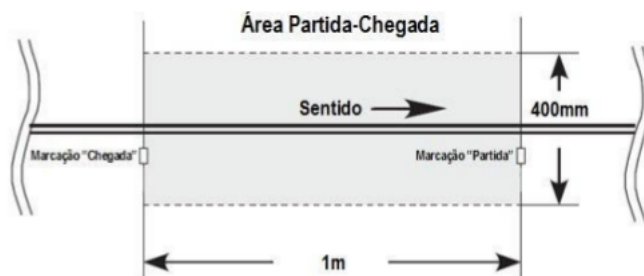 Área Partida-Chegada
Sentido
400mm
Marcação "Chegada"
Marcação "Partida"
1m